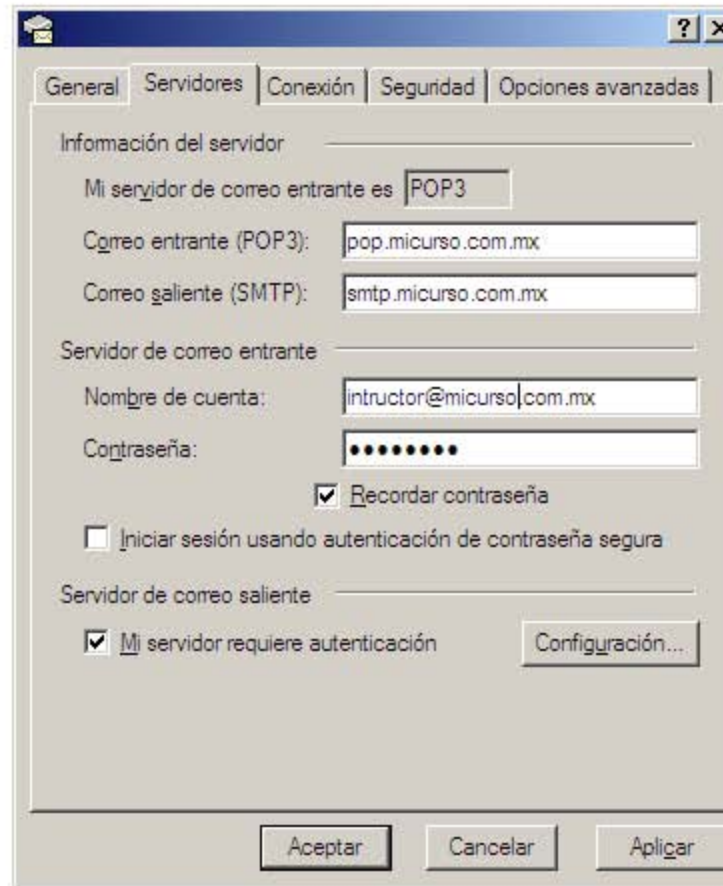 General Servidores Conexión Seguridad Opciones avanzadas
Información del servidor
Mi servidor de correo entrante es POP3
Correo entrante (POP3): pop.micurso.com.mx
Correo saliente (SMTP): smtp.micurso.com.mx
Servidor de correo entrante
Nombre de cuenta: intructor@micurso.com.mx
Contraseña: ●●●●●●●●
Recordar contraseña
Iniciar sesión usando autenticación de contraseña segura
Servidor de correo saliente
Mi servidor requiere autenticación Configuración...
Aceptar Cancelar Aplicar